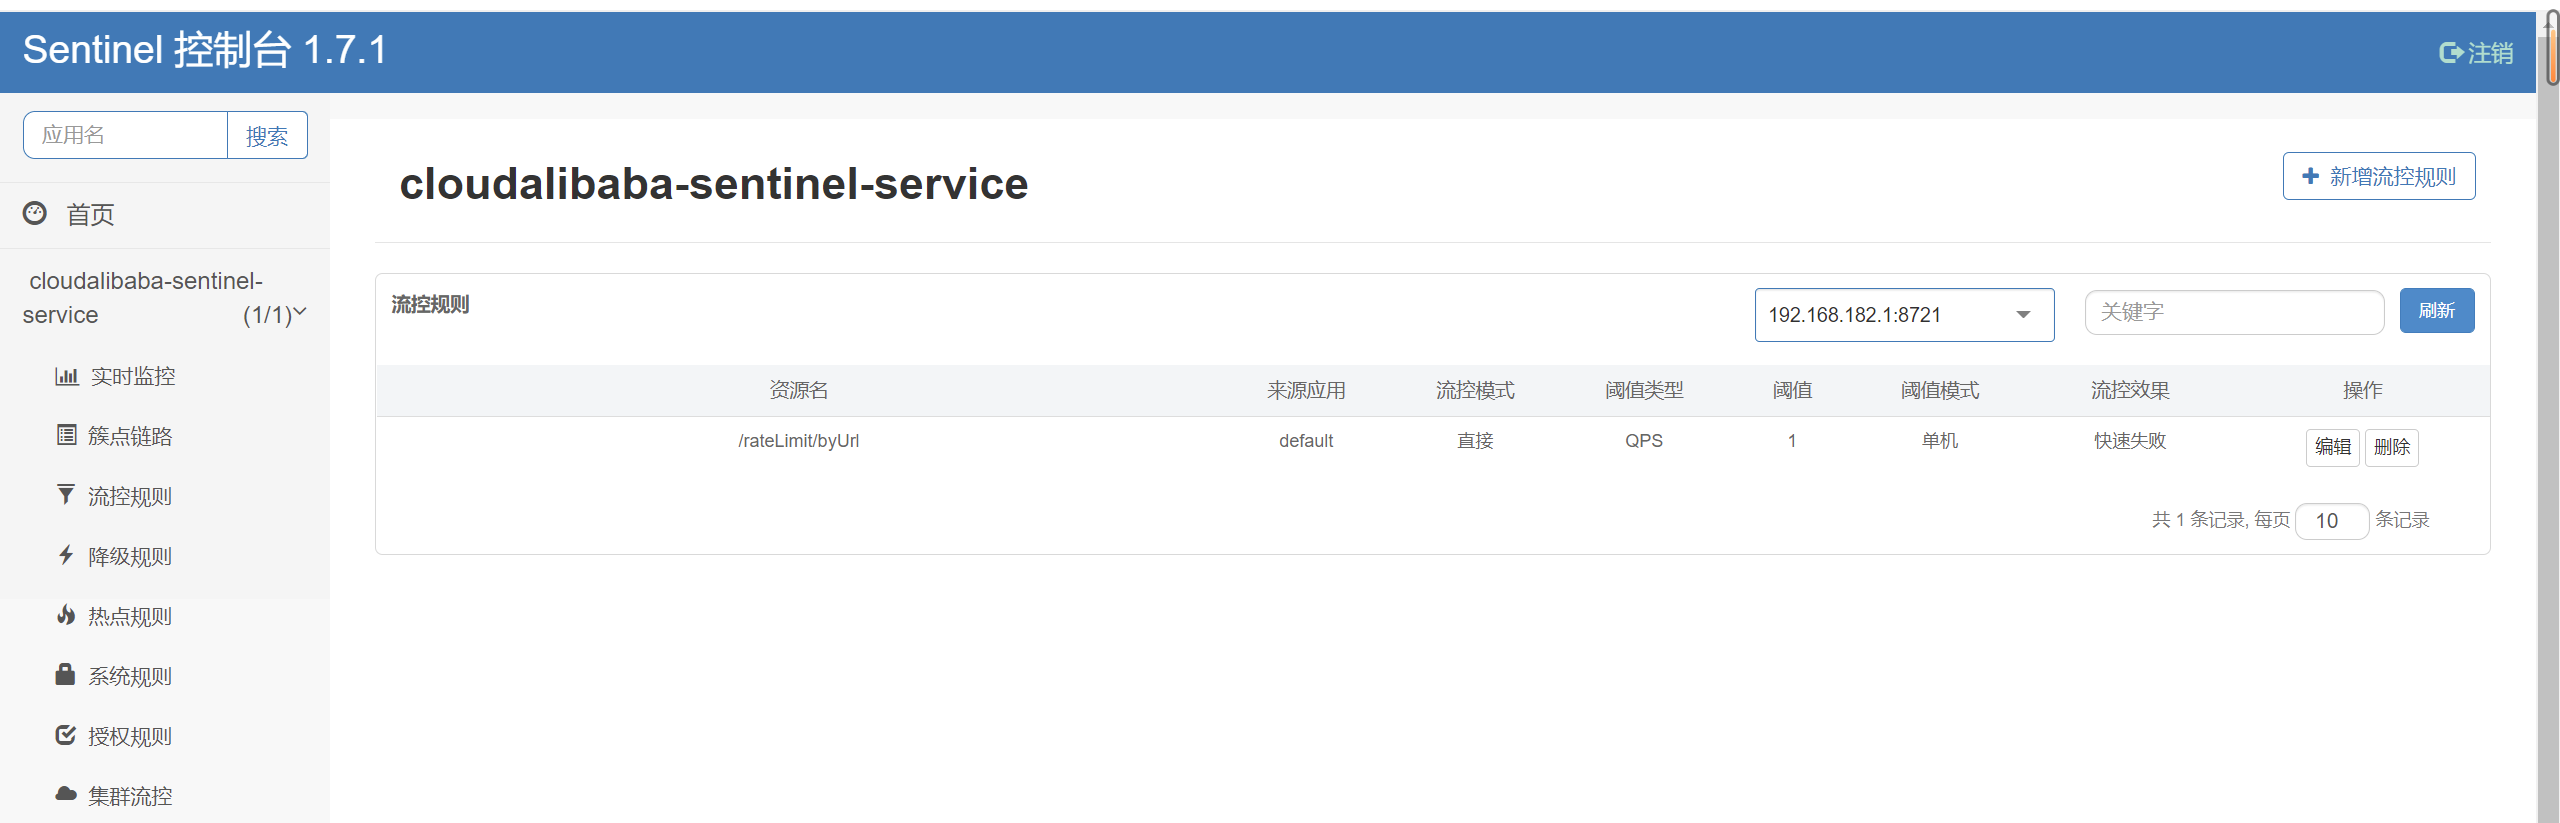 Sentinel 控制台 1.7.1
注销
应用名
搜索
首页
cloudalibaba-sentinel-
service
(1/1)
实时监控
簇点链路
流控规则
降级规则
热点规则
系统规则
授权规则
集群流控
cloudalibaba-sentinel-service
新增流控规则
流控规则
192.168.182.1:8721
关键字
刷新
资源名 来源应用 流控模式 阈值类型 阈值 阈值模式 流控效果 操作
/rateLimit/byUrl default 直接 QPS 1 单机 快速失败 编辑 删除
共 1 条记录, 每页 10 条记录